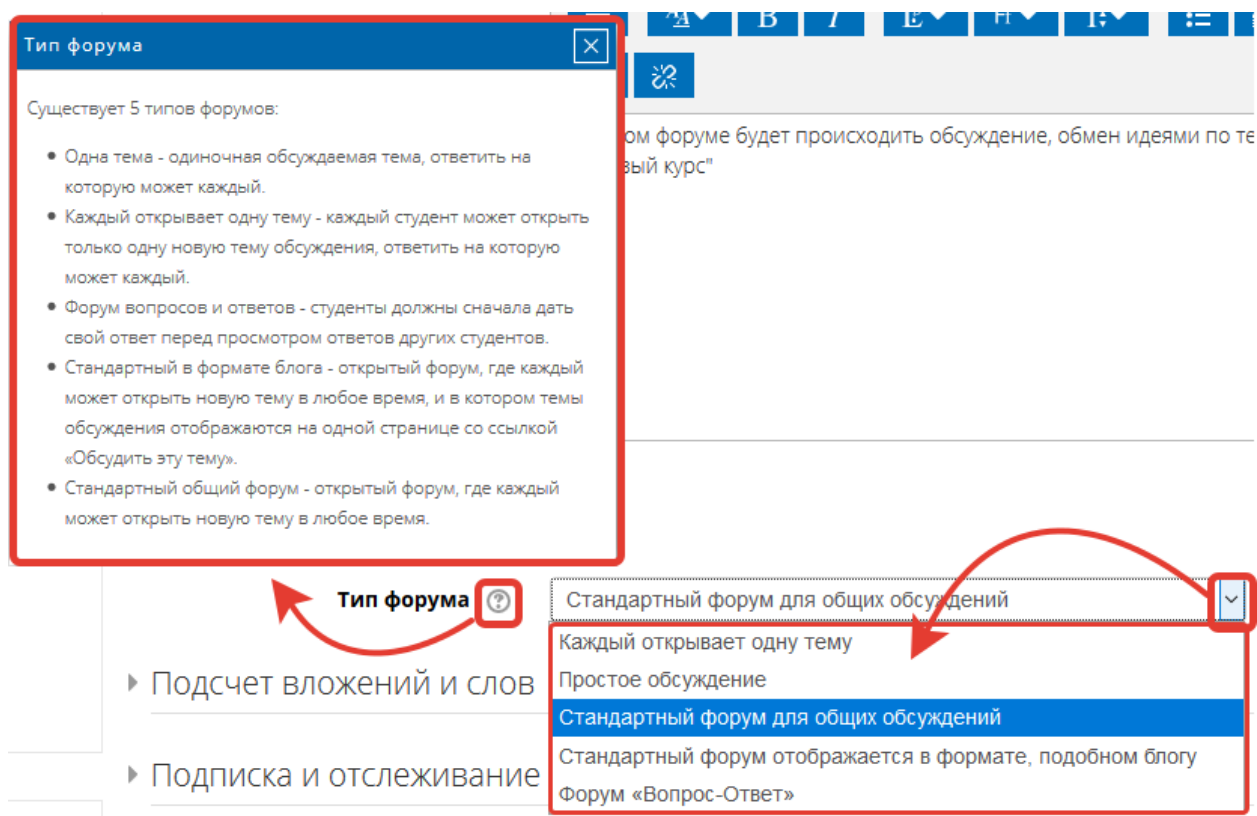 Тип форума
Существует 5 типов форумов:
Одна тема - одиночная обсуждаемая тема, ответить на
которую может каждый.
Каждый открывает одну тему - каждый студент может открыть
только одну новую тему обсуждения, ответить на которую
может каждый.
Форум вопросов и ответов - студенты должны сначала дать
свой ответ перед просмотром ответов других студентов.
Стандартный в формате блога - открытый форум, где каждый
может открыть новую тему в любое время, и в котором темы
обсуждения отображаются на одной странице со ссылкой
«Обсудить эту тему».
Стандартный общий форум - открытый форум, где каждый
может открыть новую тему в любое время.
B I
ом форуме будет происходить обсуждение, обмен идеями по те
вый курс"
Тип форума
Стандартный форум для общих обсуждений
Каждый открывает одну тему
Простое обсуждение
Стандартный форум для общих обсуждений
Стандартный форум отображается в формате, подобном блогу
Форум «Вопрос-Ответ»
Подсчет вложений и слов
Подписка и отслеживание